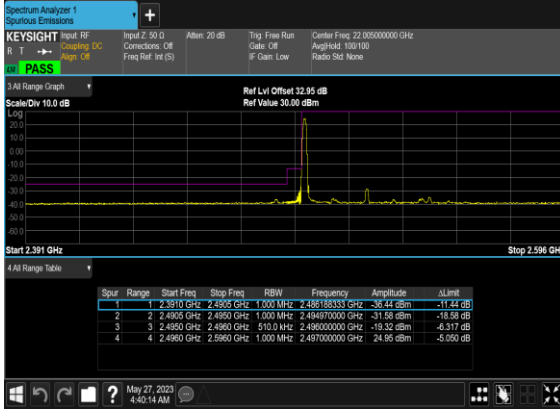 Spectrum Analyzer 1
Spurious Emissions
+
KEYSIGHT Input: RF Input Z: 50 Ω Atten: 20 dB Trig: Free Run Center Freq: 22.005000000 GHz
R T Coupling: DC Corrections: Off Gate: Off Avg|Hold: 100/100
Align: Off Freq Ref: Int (S) IF Gain: Low Radio Std: None
PASS
3 All Range Graph
Ref Lvl Offset 32.95 dB
Scale/Div 10.0 dB Ref Value 30.00 dBm
Log
20.0
10.0
0.00
-10.0
-20.0
-30.0
-40.0
-50.0
-60.0
Start 2.391 GHz Stop 2.596 GH
4 All Range Table
Spur Range Start Freq Stop Freq RBW Frequency Amplitude ΔLimit
1 1 2.3910 GHz 2.4905 GHz 1.000 MHz 2.486188333 GHz -36.44 dBm -11.44 dB
2 2 2.4905 GHz 2.4950 GHz 1.000 MHz 2.494970000 GHz -31.58 dBm -18.58 dB
3 3 2.4950 GHz 2.4960 GHz 510.0 kHz 2.496000000 GHz -19.32 dBm -6.317 dB
4 4 2.4960 GHz 2.5960 GHz 1.000 MHz 2.497000000 GHz 24.95 dBm -5.050 dB
? May 27, 2023
4:40:14 AM